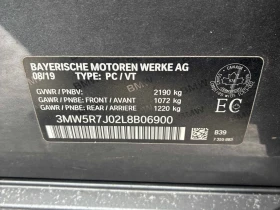 BAYERISCHE MOTOREN WERKE AG
08/19 TYPE: PC / VT
GVWR / PNBV: 2190 kg
GAWR / PNBE: FRONT / AVANT 1072 kg
GAWR / PNBE: REAR / ARRIERE 1220 kg
3MW5R7J02L8B06900
EC
B39